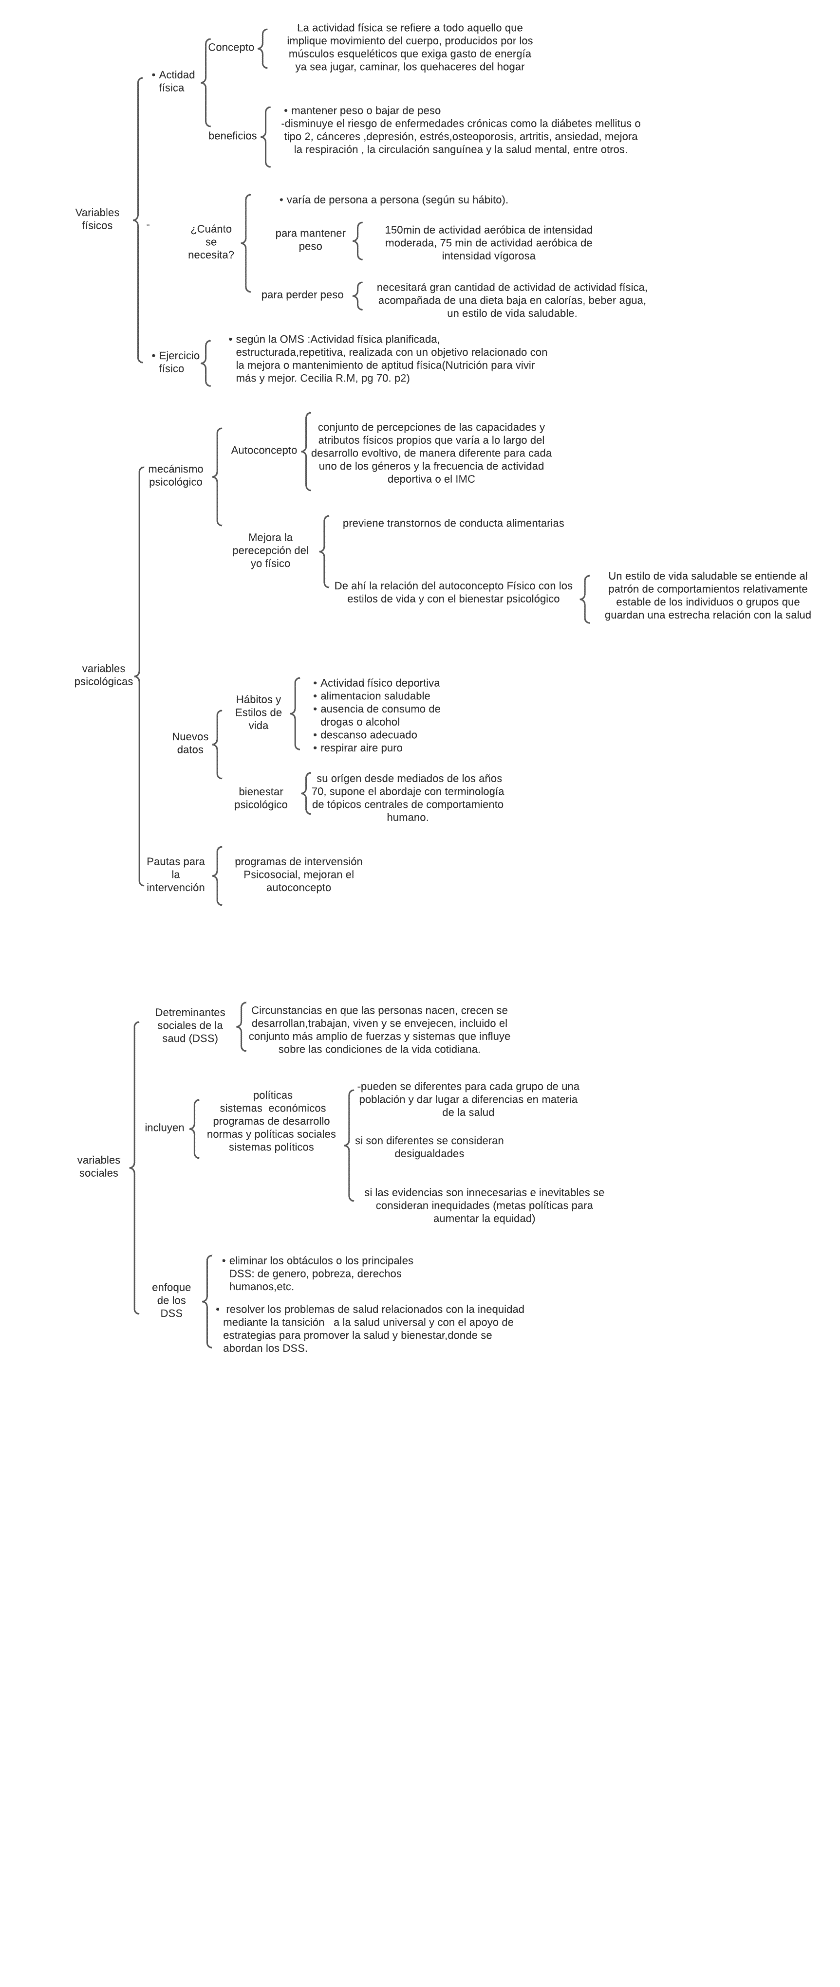 La actividad física se refiere a todo aquello que
implique movimiento del cuerpo, producidos por los
músculos esqueléticos que exiga gasto de energía
ya sea jugar, caminar, los quehaceres del hogar
Concepto
• Actidad
física
• mantener peso o bajar de peso
-disminuye el riesgo de enfermedades crónicas como la diábetes mellitus o
tipo 2, cánceres ,depresión, estrés,osteoporosis, artritis, ansiedad, mejora
la respiración , la circulación sanguínea y la salud mental, entre otros.
beneficios
Variables
físicos
-
¿Cuánto
se
necesita?
• varía de persona a persona (según su hábito).
para mantener
peso
150min de actividad aeróbica de intensidad
moderada, 75 min de actividad aeróbica de
intensidad vígorosa
para perder peso
necesitará gran cantidad de actividad de actividad física,
acompañada de una dieta baja en calorías, beber agua,
un estilo de vida saludable.
• Ejercicio
físico
• según la OMS :Actividad física planificada,
estructurada,repetitiva, realizada con un objetivo relacionado con
la mejora o mantenimiento de aptitud física(Nutrición para vivir
más y mejor. Cecilia R.M, pg 70. p2)
mecánismo
psicológico
Autoconcepto
conjunto de percepciones de las capacidades y
atributos físicos propios que varía a lo largo del
desarrollo evoltivo, de manera diferente para cada
uno de los géneros y la frecuencia de actividad
deportiva o el IMC
Mejora la
perecepción del
yo físico
previene transtornos de conducta alimentarias
De ahí la relación del autoconcepto Físico con los
estilos de vida y con el bienestar psicológico
Un estilo de vida saludable se entiende al
patrón de comportamientos relativamente
estable de los individuos o grupos que
guardan una estrecha relación con la salud
variables
psicológicas
Nuevos
datos
Hábitos y
Estilos de
vida
• Actividad físico deportiva
• alimentacion saludable
• ausencia de consumo de
drogas o alcohol
• descanso adecuado
• respirar aire puro
bienestar
psicológico
su orígen desde mediados de los años
70, supone el abordaje con terminología
de tópicos centrales de comportamiento
humano.
Pautas para
la
intervención
programas de intervensión
Psicosocial, mejoran el
autoconcepto
Detreminantes
sociales de la
saud (DSS)
Circunstancias en que las personas nacen, crecen se
desarrollan,trabajan, viven y se envejecen, incluido el
conjunto más amplio de fuerzas y sistemas que influye
sobre las condiciones de la vida cotidiana.
incluyen
políticas
sistemas económicos
programas de desarrollo
normas y políticas sociales
sistemas políticos
-pueden se diferentes para cada grupo de una
población y dar lugar a diferencias en materia
de la salud
si son diferentes se consideran
desigualdades
si las evidencias son innecesarias e inevitables se
consideran inequidades (metas políticas para
aumentar la equidad)
variables
sociales
enfoque
de los
DSS
• eliminar los obtáculos o los principales
DSS: de genero, pobreza, derechos
humanos,etc.
• resolver los problemas de salud relacionados con la inequidad
mediante la tansición a la salud universal y con el apoyo de
estrategias para promover la salud y bienestar,donde se
abordan los DSS.